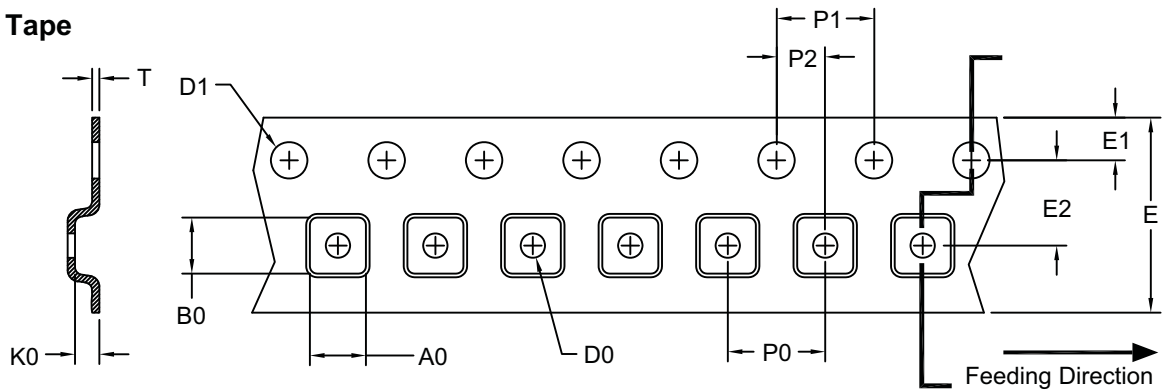 Tape
P1
P2
T
D1
E1
E2
E
B0
K0
A0
D0
P0
Feeding Direction